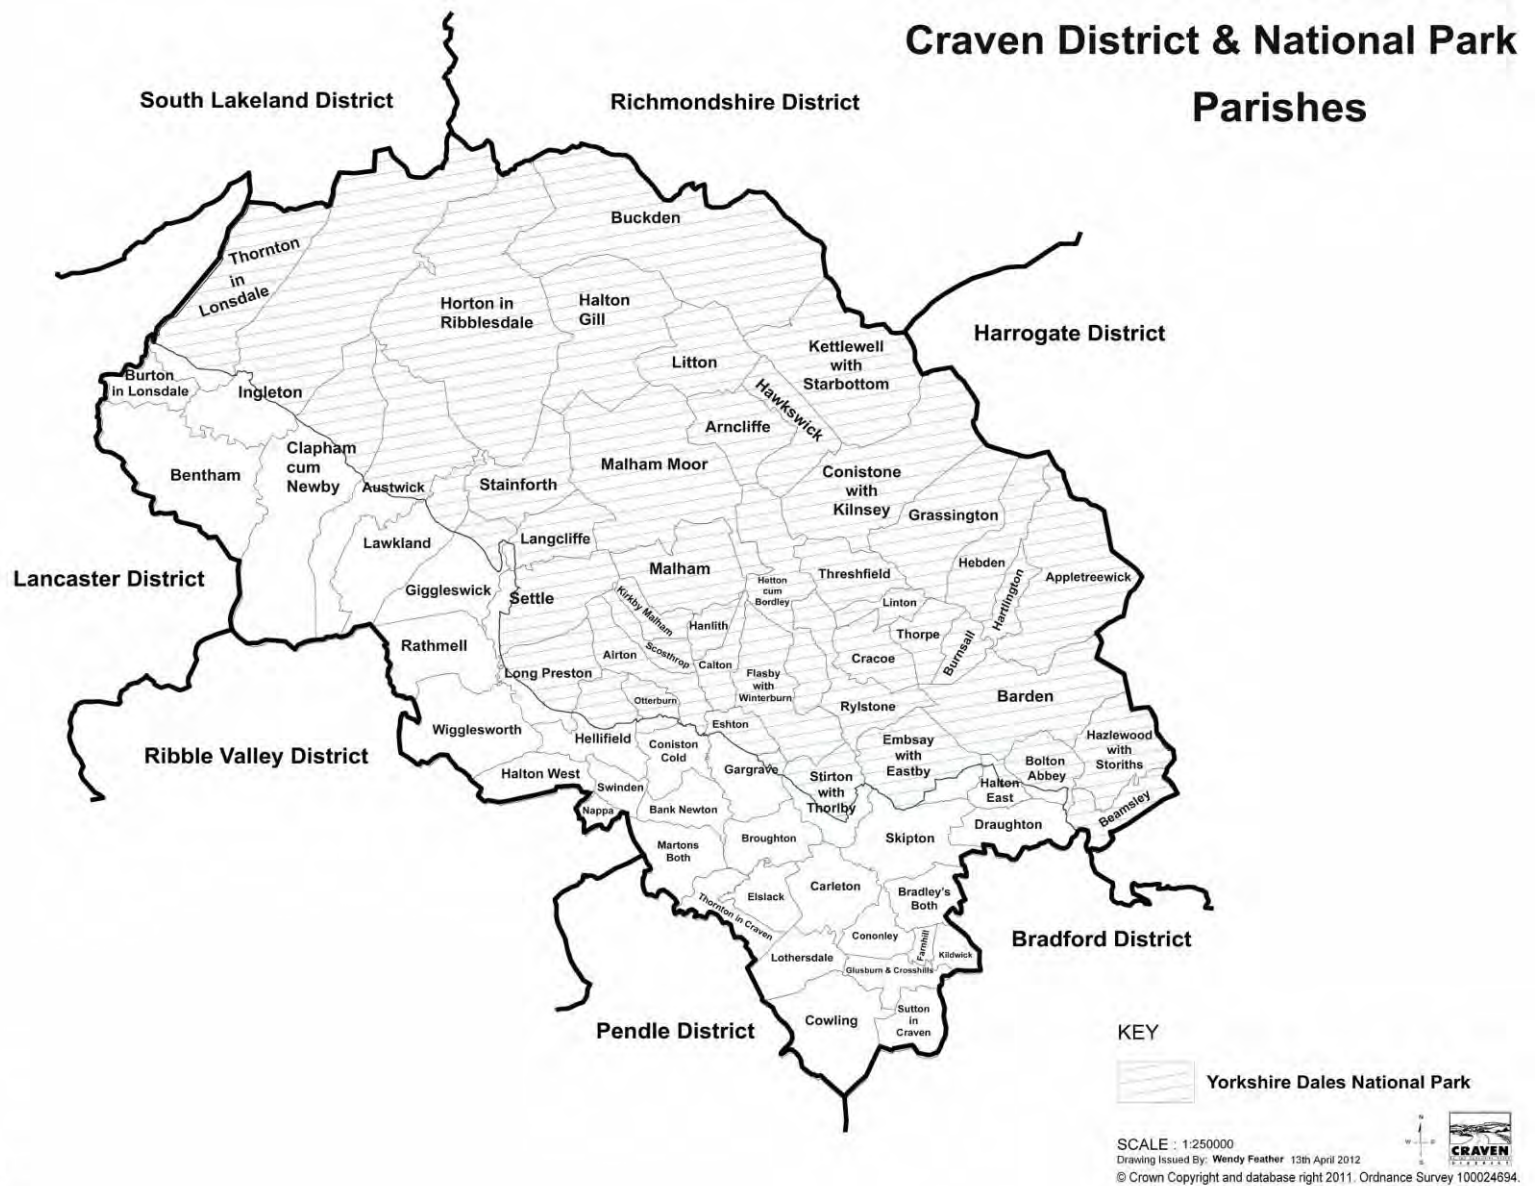 Craven District & National Park
Parishes
South Lakeland District
Richmondshire District
Harrogate District
Lancaster District
Ribble Valley District
Pendle District
Bradford District
Buckden
Thornton
in
Lonsdale
Horton in
Ribblesdale
Halton
Gill
Litton
Kettlewell
with
Starbottom
Hawkswick
Arncliffe
Burton
in Lonsdale
Ingleton
Clapham
cum
Newby
Bentham
Austwick
Stainforth
Malham Moor
Conistone
with
Kilnsey
Grassington
Lawkland
Langcliffe
Malham
Hetton
cum
Bordley
Threshfield
Hebden
Hartlington
Appletreewick
Giggleswick
Settle
Kirkby Malham
Hanlith
Linton
Thorpe
Burnsall
Rathmell
Long Preston
Airton
Scosthrop
Calton
Flasby
with
Winterburn
Cracoe
Rylstone
Barden
Otterburn
Eshton
Wigglesworth
Hellifield
Coniston
Cold
Gargrave
Stirton
with
Thorlby
Embsay
with
Eastby
Halton
East
Bolton
Abbey
Hazlewood
with
Storiths
Beamsley
Halton West
Swinden
Nappa
Bank Newton
Martons
Both
Broughton
Skipton
Draughton
Thornton in Craven
Elslack
Carleton
Bradley's
Both
Cononley
Farnhill
Kildwick
Lothersdale
Glusburn & Crosshills
Cowling
Sutton
in
Craven
KEY
Yorkshire Dales National Park
SCALE : 1:250000
Drawing Issued By: Wendy Feather 13th April 2012
© Crown Copyright and database right 2011. Ordnance Survey 100024694.
N
W
S
CRAVEN
DISTRICT